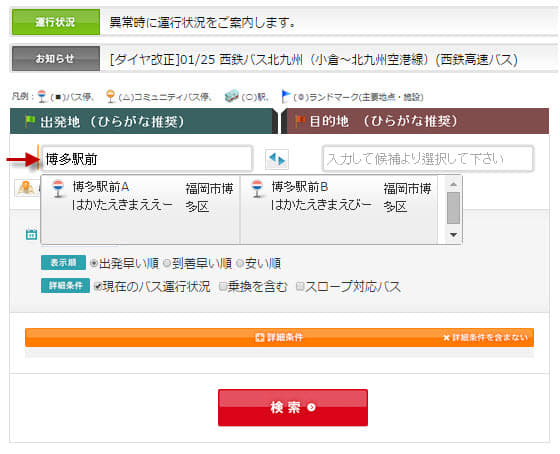 運行状況 異常時に運行状況をご案内します。
お知らせ [ダイヤ改正]01/25 西鉄バス北九州（小倉～北九州空港線）(西鉄高速バス)
凡例： (■)バス停、 (△)コミュニティバス停、 (○)駅、 (◎)ランドマーク(主要地点・施設)
出発地 （ひらがな推奨） 目的地 （ひらがな推奨）
博多駅前 入力して候補より選択して下さい
博多駅前A 福岡市博 博多駅前B 福岡市博
はかたえきまええー 多区 はかたえきまえびー 多区
表示順 出発早い順 到着早い順 安い順
詳細条件 現在のバス運行状況 乗換を含む スロープ対応バス
詳細条件 ×詳細条件を含まない
検索